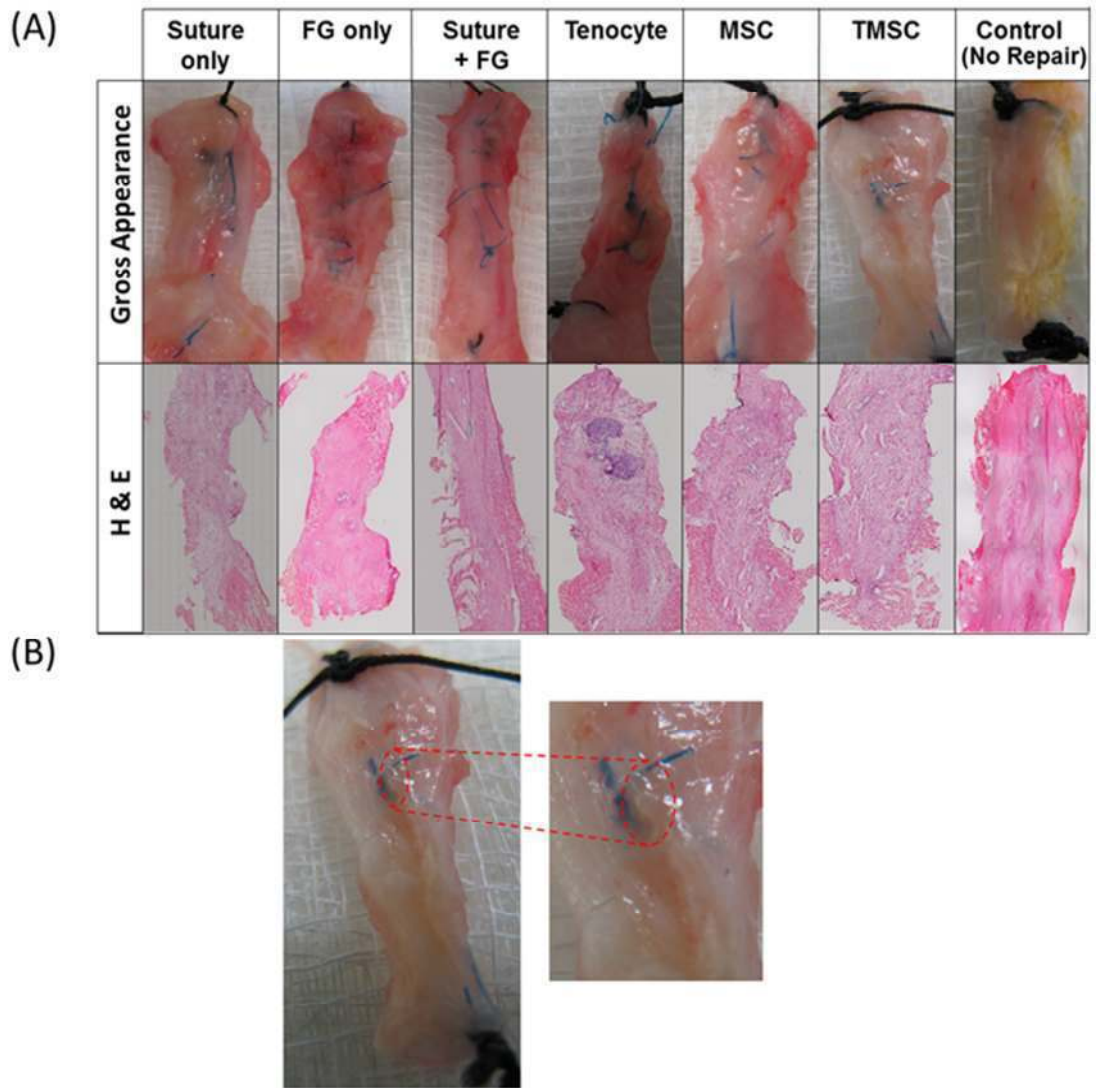 (A)
Suture only
FG only
Suture + FG
Tenocyte
MSC
TMSC
Control (No Repair)
Gross Appearance
H & E
(B)